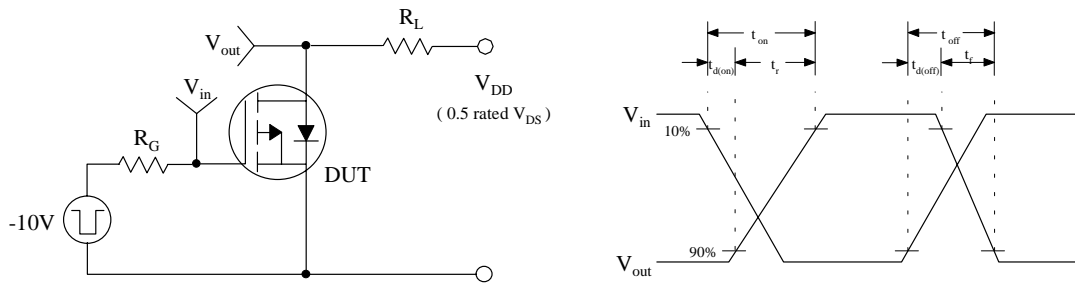 V_out
R_L
V_DD
( 0.5 rated V_DS )
V_in
R_G
DUT
-10V
t_on
t_off
t_d(on)
t_r
t_d(off)
t_f
V_in
10%
90%
V_out